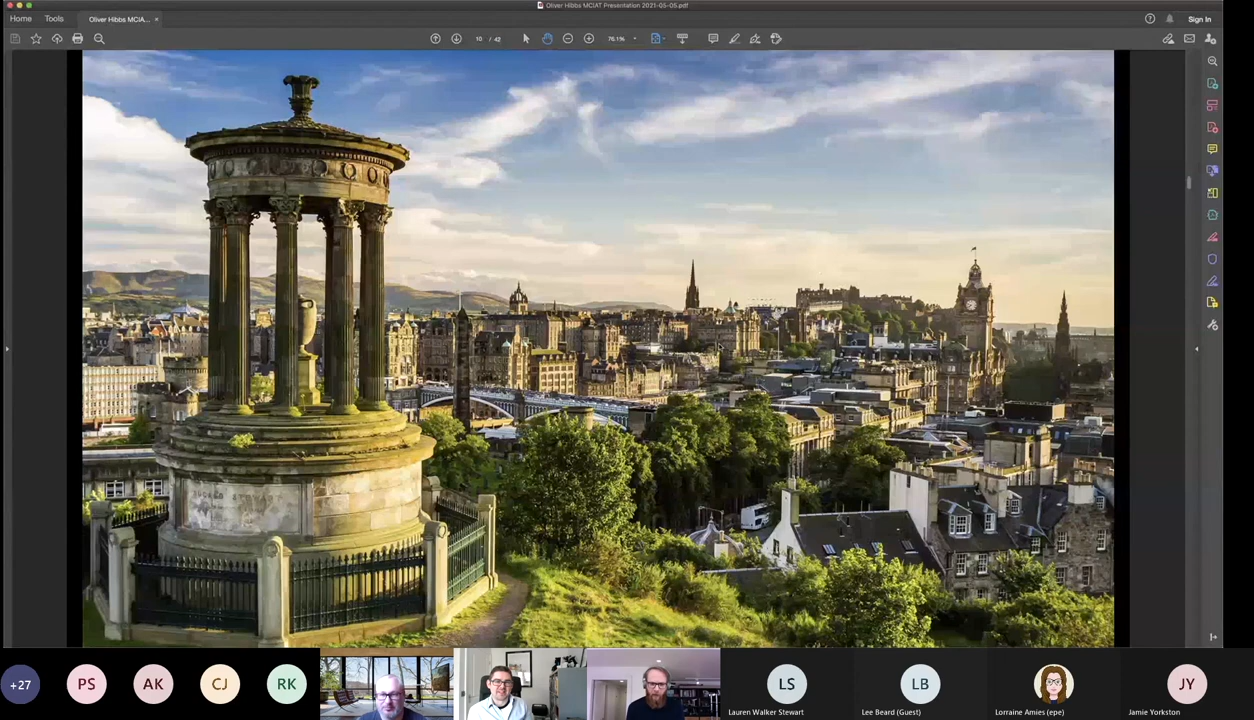 Oliver Hibbs MCIAT Presentation 2021-05-05.pdf
Home Tools Oliver Hibbs MCIA... × Sign In
10 / 42 76.1%
DUGALD STEWART
+27 PS AK CJ RK LS LB JY
Lauren Walker Stewart Lee Beard (Guest) Lorraine Amies (epe) Jamie Yorkston